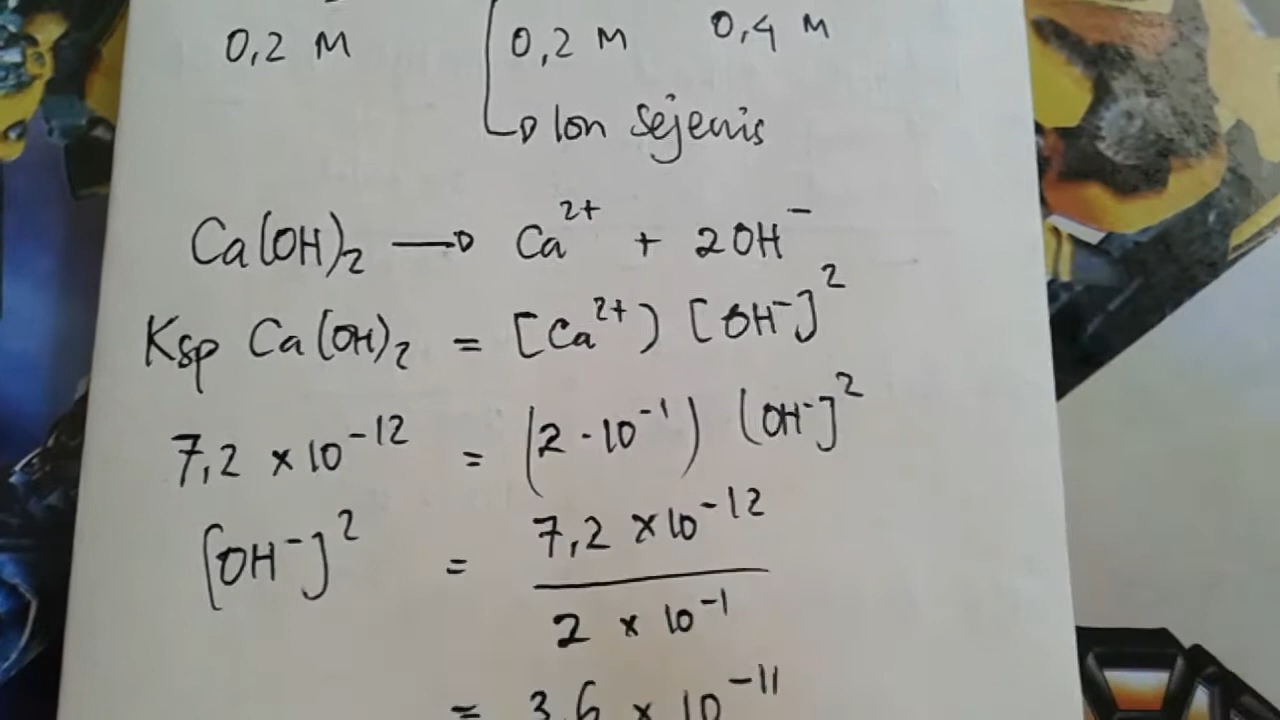 0,2 M 0,2 M 0,4 M
Ion sejenis
Ca(OH)₂ → Ca²⁺ + 2OH⁻
Ksp Ca(OH)₂ = [Ca²⁺) [OH⁻]²
7,2 × 10⁻¹² = (2 · 10⁻¹) (OH⁻]²
[OH⁻]² = 7,2 × 10⁻¹² / 2 × 10⁻¹
= 3,6 × 10⁻¹¹